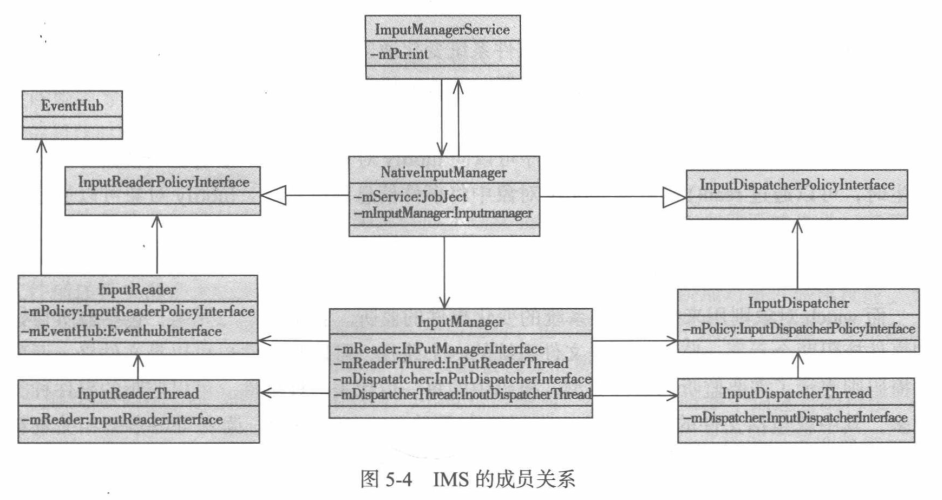 ImputManagerService
-mPtr:int
EventHub
InputReaderPolicyInterface
NativeInputManager
-mService:JobJect
-mInputManager:Inputmanager
InputDispatcherPolicyInterface
InputReader
-mPolicy:InputReaderPolicyInterface
-mEventHub:EventhubInterface
InputManager
-mReader:InPutManagerInterface
-mReaderThured:InPutReaderThread
-mDispatatcher:InPutDispatcherInterface
-mDispartcherThread:InoutDispatcherThread
InputDispatcher
-mPolicy:InputDispatcherPolicyInterface
InputReaderThread
-mReader:InputReaderInterface
InputDispatcherThrread
-mDispatcher:InputDispatcherInterface
图 5-4 IMS 的成员关系